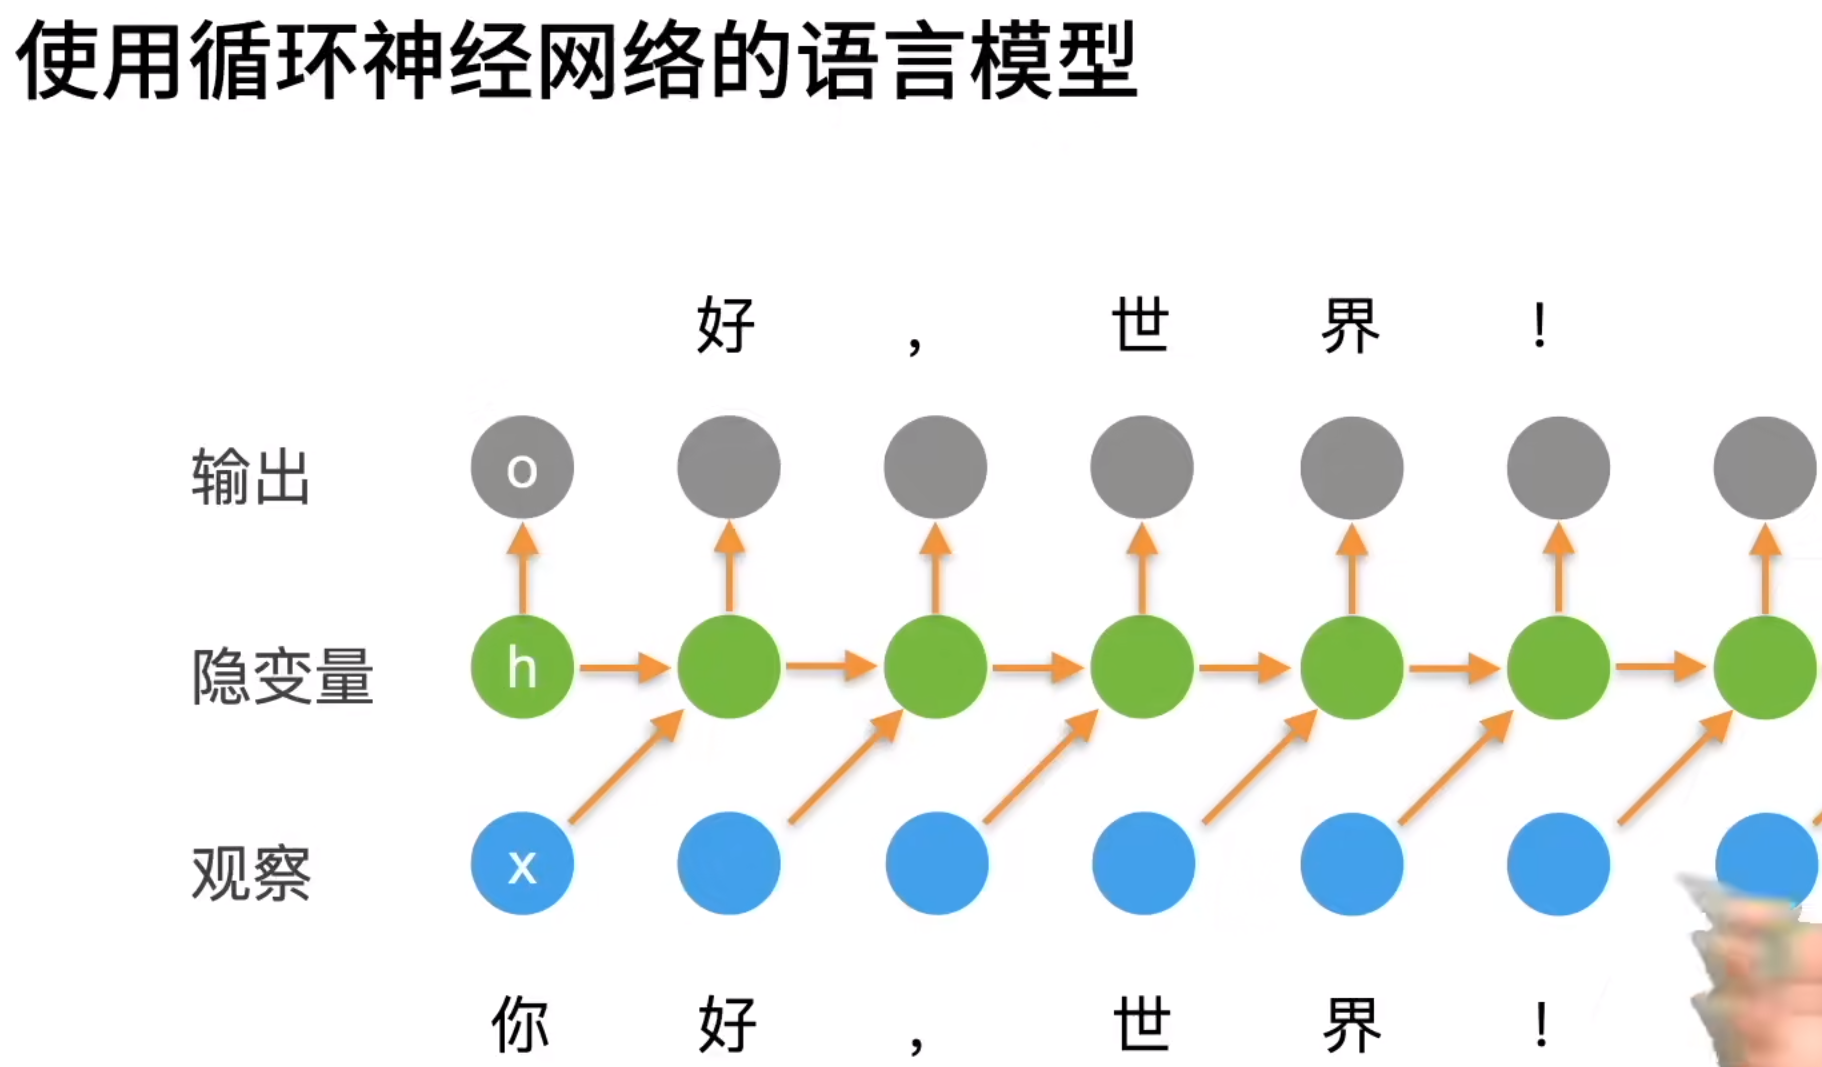 使用循环神经网络的语言模型
好 , 世 界 !
输出 o
隐变量 h
观察 x
你 好 , 世 界 !